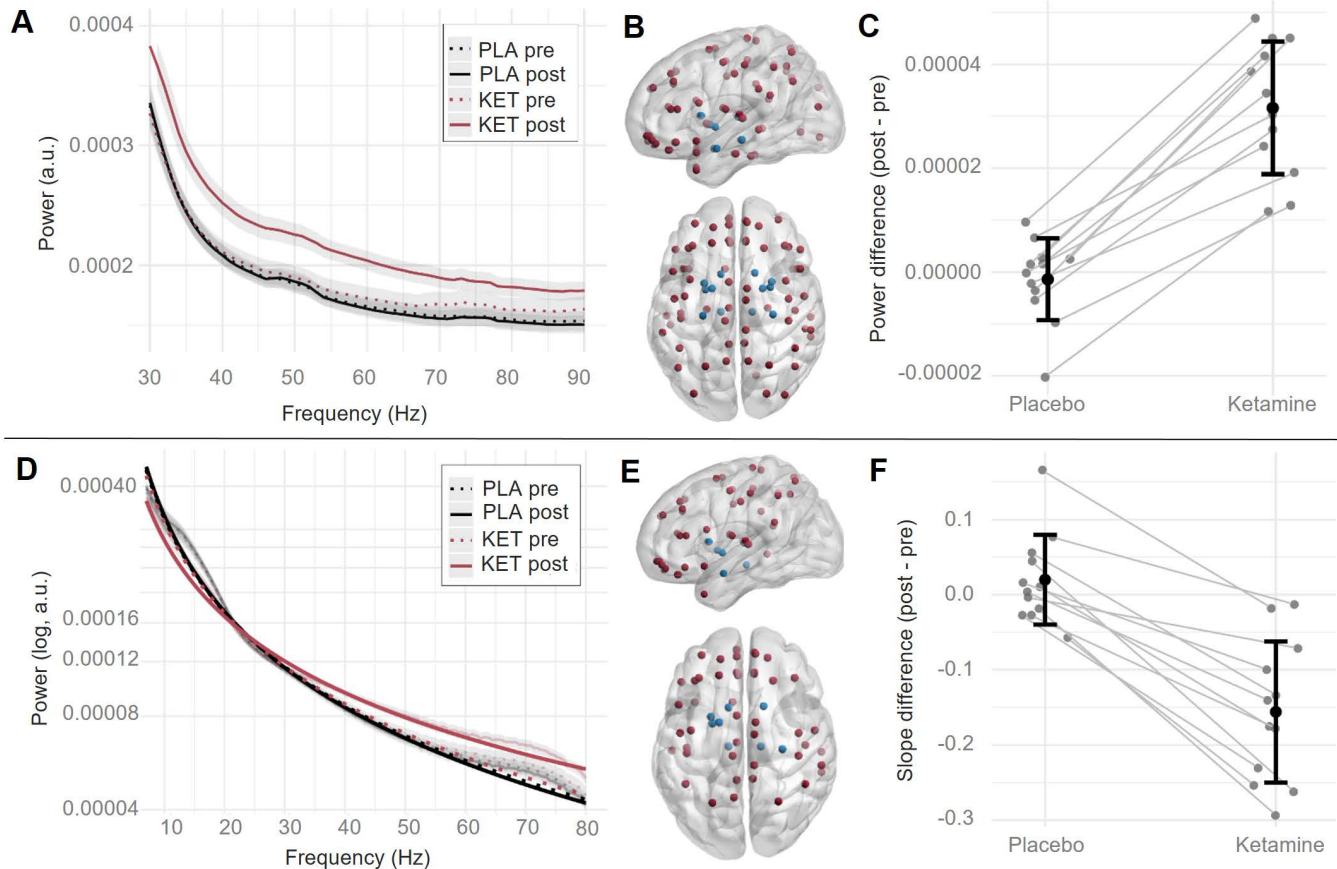 A
0.0004
0.0003
0.0002
Power (a.u.)
PLA pre
PLA post
KET pre
KET post
30 40 50 60 70 80 90
Frequency (Hz)
B
C
0.00004
0.00002
0.00000
-0.00002
Power difference (post - pre)
Placebo Ketamine
D
0.00040
0.00016
0.00012
0.00008
0.00004
Power (log, a.u.)
PLA pre
PLA post
KET pre
KET post
10 20 30 40 50 60 70 80
Frequency (Hz)
E
F
0.1
0.0
-0.1
-0.2
-0.3
Slope difference (post - pre)
Placebo Ketamine